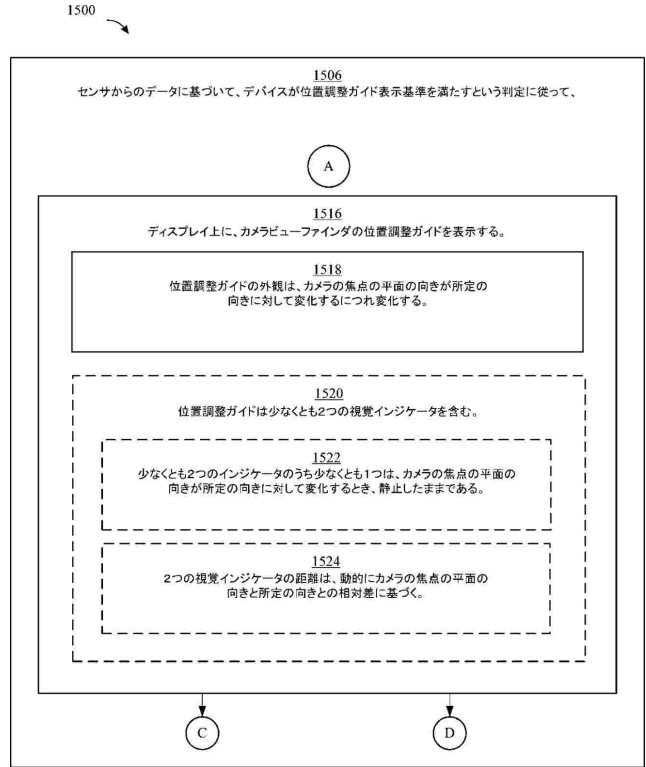 1500
1506
センサからのデータに基づいて、デバイスが位置調整ガイド表示基準を満たすという判定に従って、
A
1516
ディスプレイ上に、カメラビューファインダの位置調整ガイドを表示する。
1518
位置調整ガイドの外観は、カメラの焦点の平面の向きが所定の
向きに対して変化するにつれ変化する。
1520
位置調整ガイドは少なくとも2つの視覚インジケータを含む。
1522
少なくとも2つのインジケータのうち少なくとも1つは、カメラの焦点の平面の
向きが所定の向きに対して変化するとき、静止したままである。
1524
2つの視覚インジケータの距離は、動的にカメラの焦点の平面の
向きと所定の向きとの相対差に基づく。
C
D